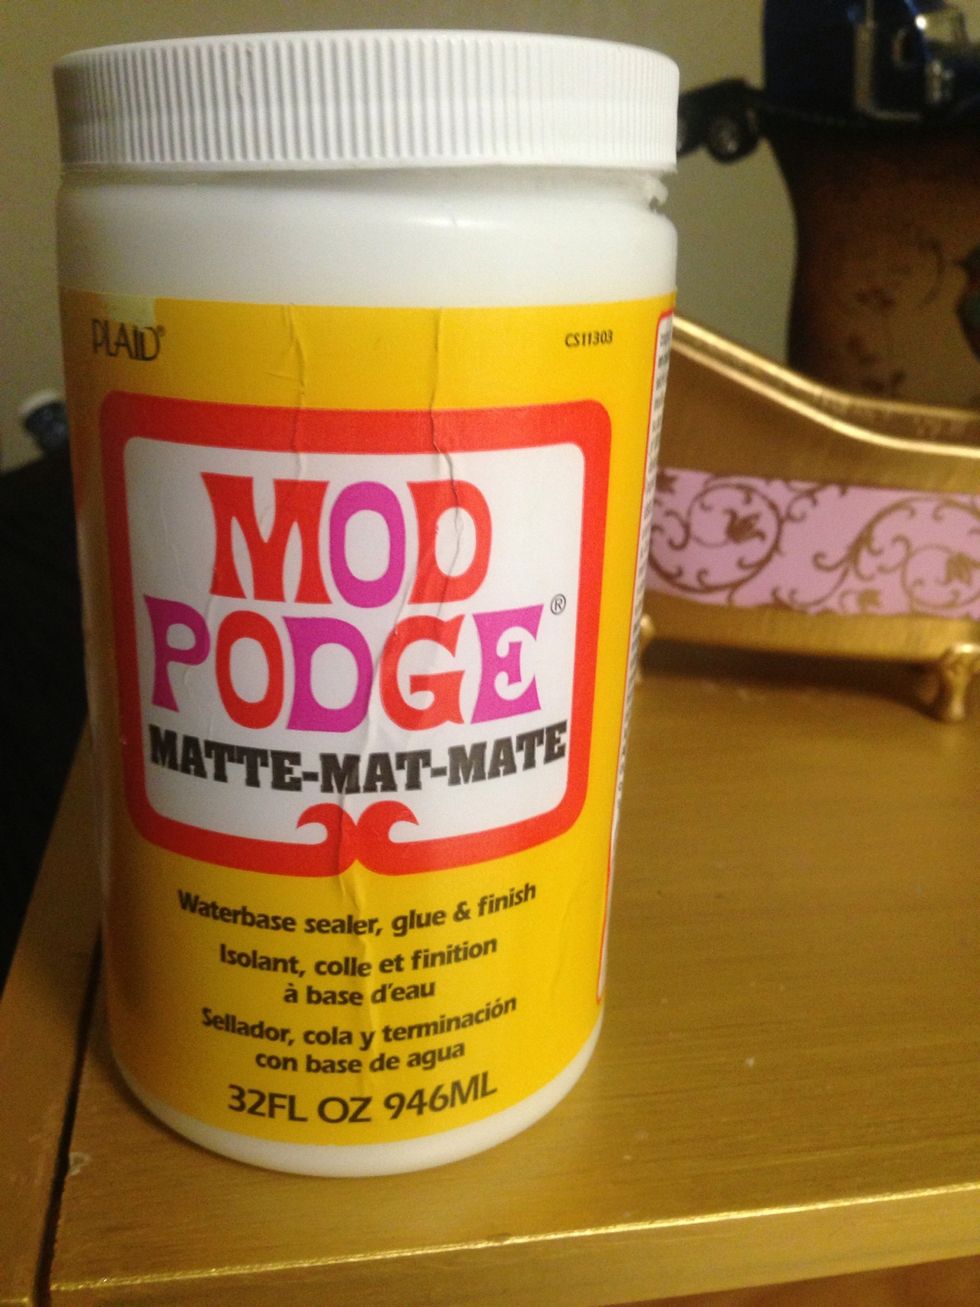 PLAID®
CS11303
MOD
PODGE®
MATTE-MAT-MATE
Waterbase sealer, glue & finish
Isolant, colle et finition
à base d'eau
Sellador, cola y terminación
con base de agua
32FL OZ 946ML